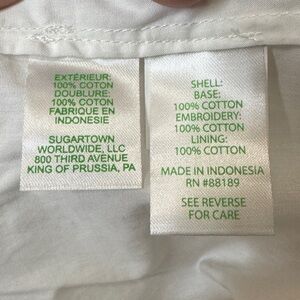 EXTÉRIEUR:
100% COTON
DOUBLURE:
100% COTON
FABRIQUE EN
INDONESIE
SUGARTOWN
WORLDWIDE, LLC
800 THIRD AVENUE
KING OF PRUSSIA, PA
SHELL:
BASE:
100% COTTON
EMBROIDERY:
100% COTTON
LINING:
100% COTTON
MADE IN INDONESIA
RN #88189
SEE REVERSE
FOR CARE